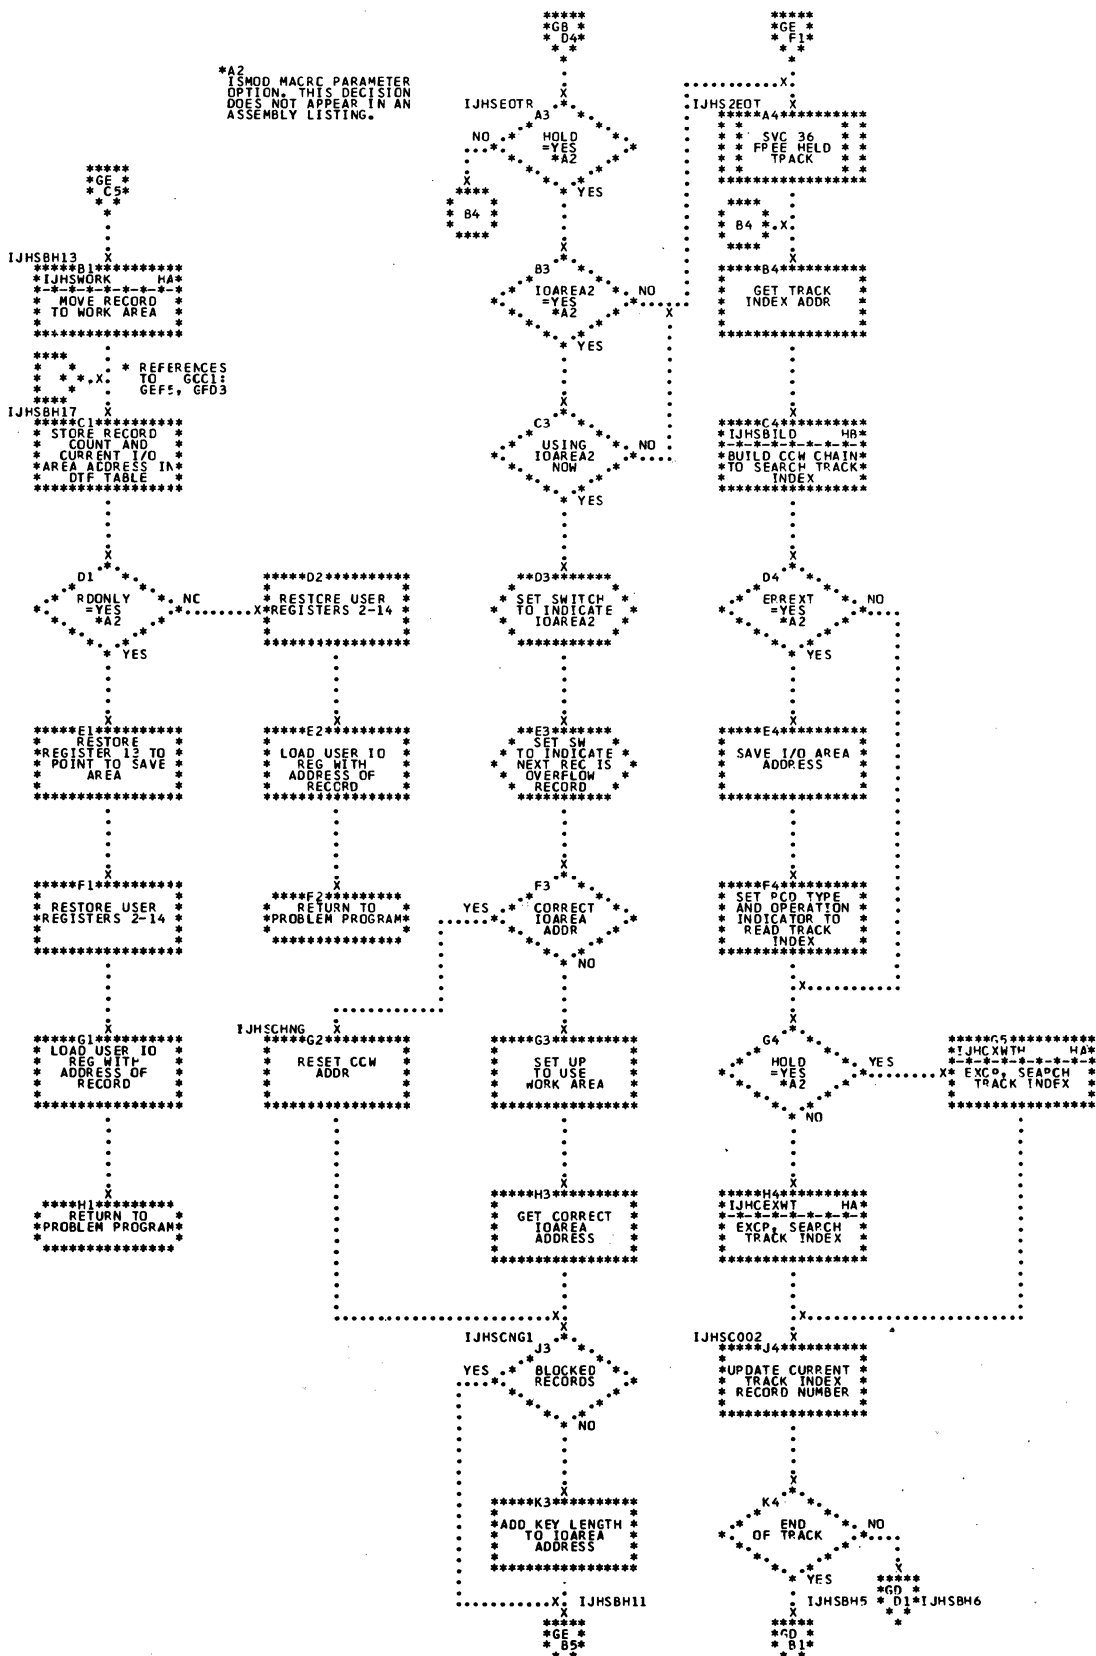 GB
D4
GE
F1
*A2
ISMOD MACRC PARAMETER
OPTION. THIS DECISION
DOES NOT APPEAR IN AN
ASSEMBLY LISTING.
GE
C5
IJHSBH13
B1
IJHSWORK HA
MOVE RECORD
TO WORK AREA
* REFERENCES
TO GCC1:
GEF5, GFD3
IJHSBH17
C1
STORE RECORD
COUNT AND
CURRENT I/O
AREA ADDRESS IN
DTF TABLE
D1
RDONLY
=YES
*A2
NC
YES
E1
RESTORE
REGISTER 13 TO
POINT TO SAVE
AREA
F1
RESTORE USER
REGISTERS 2-14
G1
LOAD USER IO
REG WITH
ADDRESS OF
RECORD
H1
RETURN TO
PROBLEM PROGRAM
D2
RESTCRE USER
REGISTERS 2-14
E2
LOAD USER IO
REG WITH
ADDRESS OF
RECCRD
F2
RETURN TO
PROBLEM PROGRAM
IJHSCHNG
G2
RESET CCW
ADDR
IJHSEOTR
A3
HOLD
=YES
*A2
NO
YES
B4
B3
IOAREA2
=YES
*A2
NO
YES
C3
USING
IOAREA2
NOW
NO
YES
D3
SET SWITCH
TO INDICATE
IOAREA2
E3
SET SW
TO INDICATE
NEXT REC IS
OVERFLOW
RECORD
F3
CORRECT
IOAREA
ADDR
YES
NO
G3
SET UP
TO USE
WORK AREA
H3
GET CORRECT
IOAREA
ADDRESS
IJHSCNG1
J3
BLOCKED
RECORDS
YES
NO
K3
ADD KEY LENGTH
TO IOAREA
ADDRESS
IJHSBH11
GE
B5
IJHS2EOT
A4
SVC 36
FREE HELD
TRACK
B4
B4
GET TRACK
INDEX ADDR
C4
IJHSBILD HB
BUILD CCW CHAIN
TO SEARCH TRACK
INDEX
D4
ERREXT
=YES
*A2
NO
YES
E4
SAVE I/O AREA
ADDRESS
F4
SET PCD TYPE
AND OPERATION
INDICATOR TO
READ TRACK
INDEX
G4
HOLD
=YES
*A2
YES
NO
G5
IJHCXWTH HA
EXCP, SEARCH
TRACK INDEX
H4
IJHCEXWT HA
EXCP, SEARCH
TRACK INDEX
IJHSC002
J4
UPDATE CURRENT
TRACK INDEX
RECORD NUMBER
K4
END
OF TRACK
NO
YES
IJHSBH5
GD
D1
IJHSBH6
GD
B1